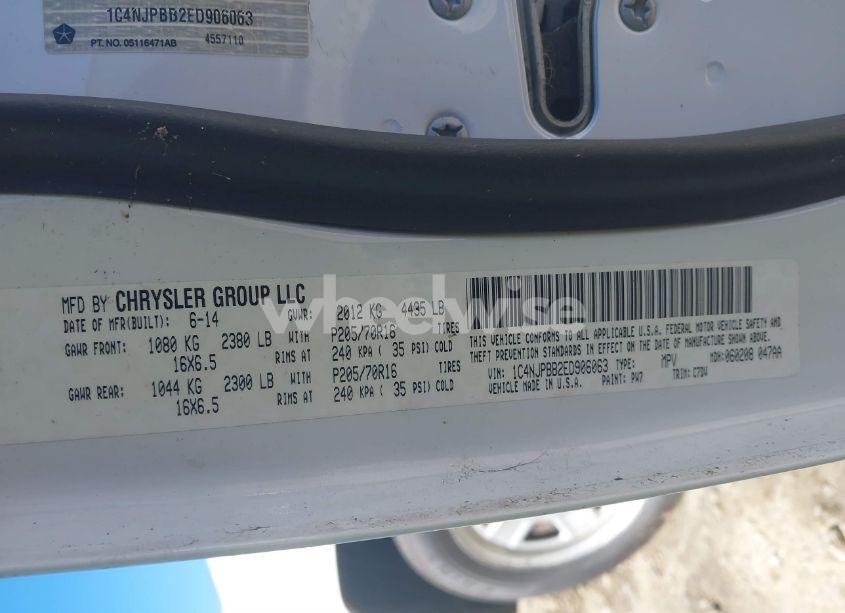 1C4NJPBB2ED906063
PT. NO. 05116471AB 4557110
MFD BY CHRYSLER GROUP LLC
DATE OF MFR(BUILT): 6-14 GVWR: 2012 KG 4435 LB
GAWR FRONT: 1080 KG 2380 LB WITH P205/70R16 TIRES
16X6.5 RIMS AT 240 KPA ( 35 PSI) COLD
GAWR REAR: 1044 KG 2300 LB WITH P205/70R16 TIRES
16X6.5 RIMS AT 240 KPA ( 35 PSI) COLD
THIS VEHICLE CONFORMS TO ALL APPLICABLE U.S.A. FEDERAL MOTOR VEHICLE SAFETY AND
THEFT PREVENTION STANDARDS IN EFFECT ON THE DATE OF MANUFACTURE SHOWN ABOVE.
VIN: 1C4NJPBB2ED906063 TYPE: MPV MDH: 060208 047AA
VEHICLE MADE IN U.S.A. PAINT: PW7 TRIM: C7DV
wheelwise